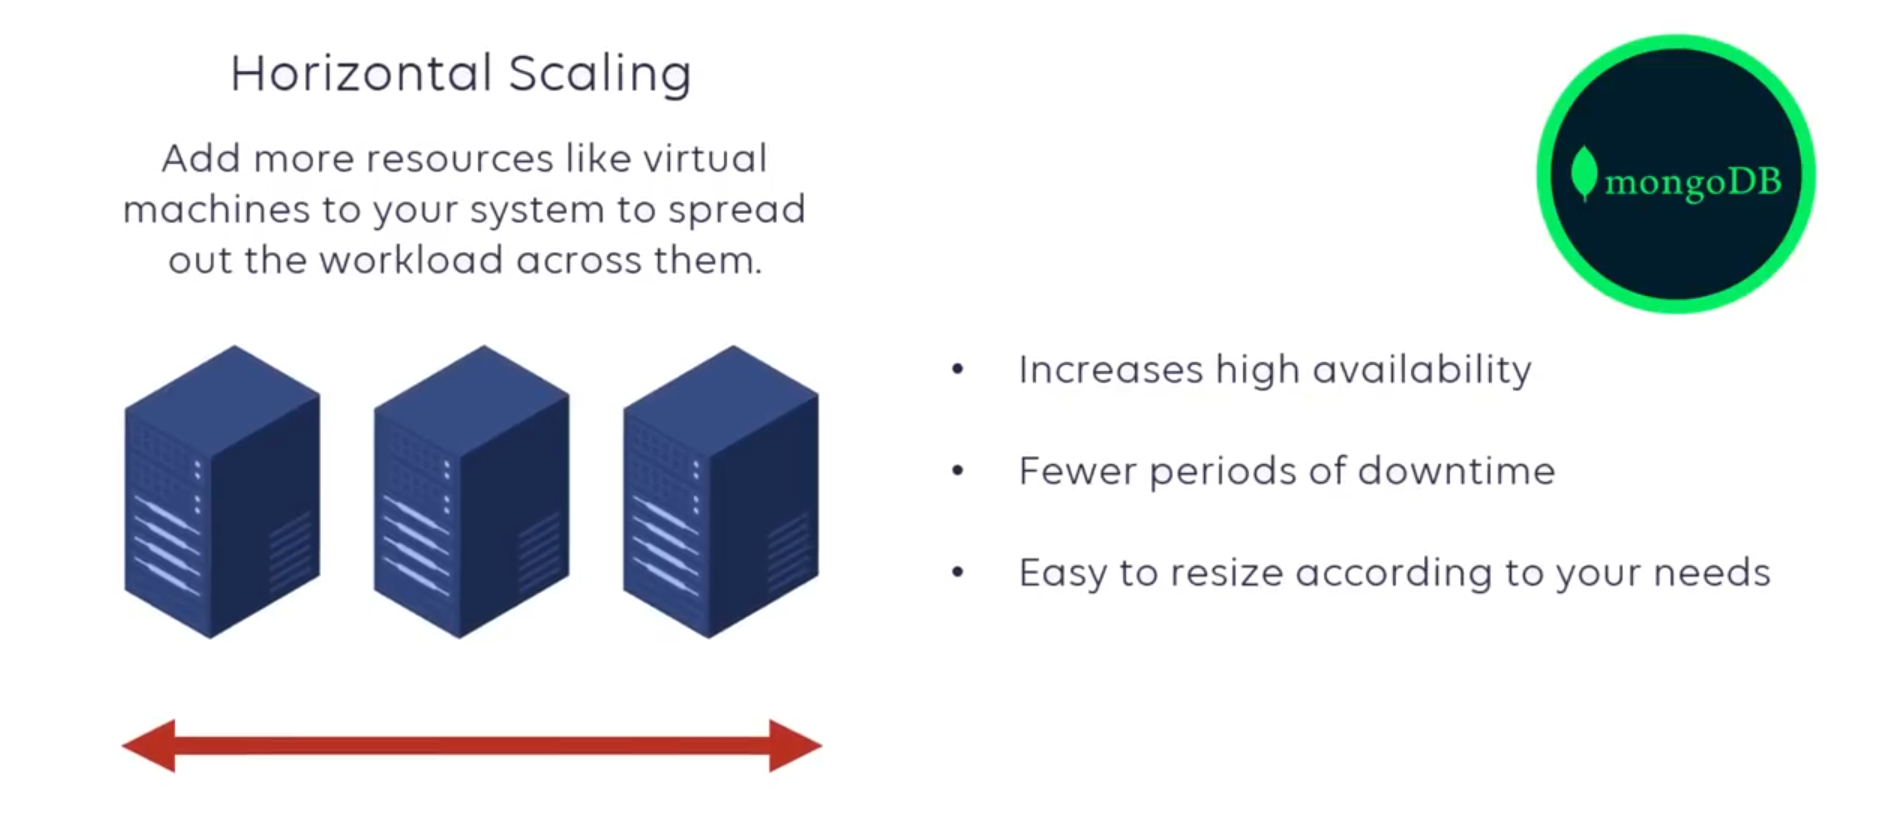 Horizontal Scaling
Add more resources like virtual
machines to your system to spread
out the workload across them.
mongoDB
• Increases high availability
• Fewer periods of downtime
• Easy to resize according to your needs